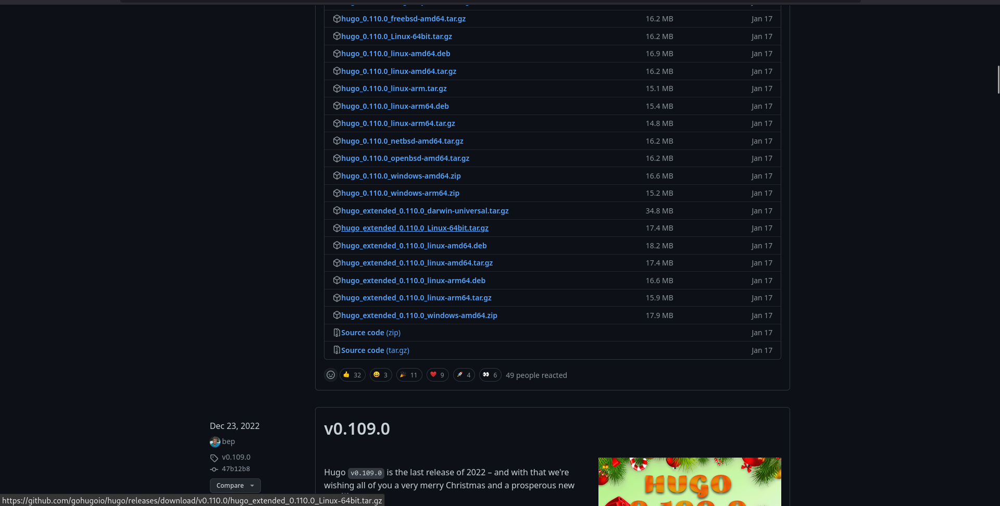 hugo_0.110.0_freebsd-amd64.tar.gz 16.2 MB Jan 17
hugo_0.110.0_Linux-64bit.tar.gz 16.2 MB Jan 17
hugo_0.110.0_linux-amd64.deb 16.9 MB Jan 17
hugo_0.110.0_linux-amd64.tar.gz 16.2 MB Jan 17
hugo_0.110.0_linux-arm.tar.gz 15.1 MB Jan 17
hugo_0.110.0_linux-arm64.deb 15.4 MB Jan 17
hugo_0.110.0_linux-arm64.tar.gz 14.8 MB Jan 17
hugo_0.110.0_netbsd-amd64.tar.gz 16.2 MB Jan 17
hugo_0.110.0_openbsd-amd64.tar.gz 16.2 MB Jan 17
hugo_0.110.0_windows-amd64.zip 16.6 MB Jan 17
hugo_0.110.0_windows-arm64.zip 15.2 MB Jan 17
hugo_extended_0.110.0_darwin-universal.tar.gz 34.8 MB Jan 17
hugo_extended_0.110.0_Linux-64bit.tar.gz 17.4 MB Jan 17
hugo_extended_0.110.0_linux-amd64.deb 18.2 MB Jan 17
hugo_extended_0.110.0_linux-amd64.tar.gz 17.4 MB Jan 17
hugo_extended_0.110.0_linux-arm64.deb 16.6 MB Jan 17
hugo_extended_0.110.0_linux-arm64.tar.gz 15.9 MB Jan 17
hugo_extended_0.110.0_windows-amd64.zip 17.9 MB Jan 17
Source code (zip) Jan 17
Source code (tar.gz) Jan 17
👍 32 😄 3 🎉 11 ❤️ 9 🚀 4 👀 6 49 people reacted
Dec 23, 2022
bep
v0.109.0
47b12b8
Compare
v0.109.0
Hugo v0.109.0 is the last release of 2022 – and with that we're
wishing all of you a very merry Christmas and a prosperous new
HUGO
https://github.com/gohugoio/hugo/releases/download/v0.110.0/hugo_extended_0.110.0_Linux-64bit.tar.gz